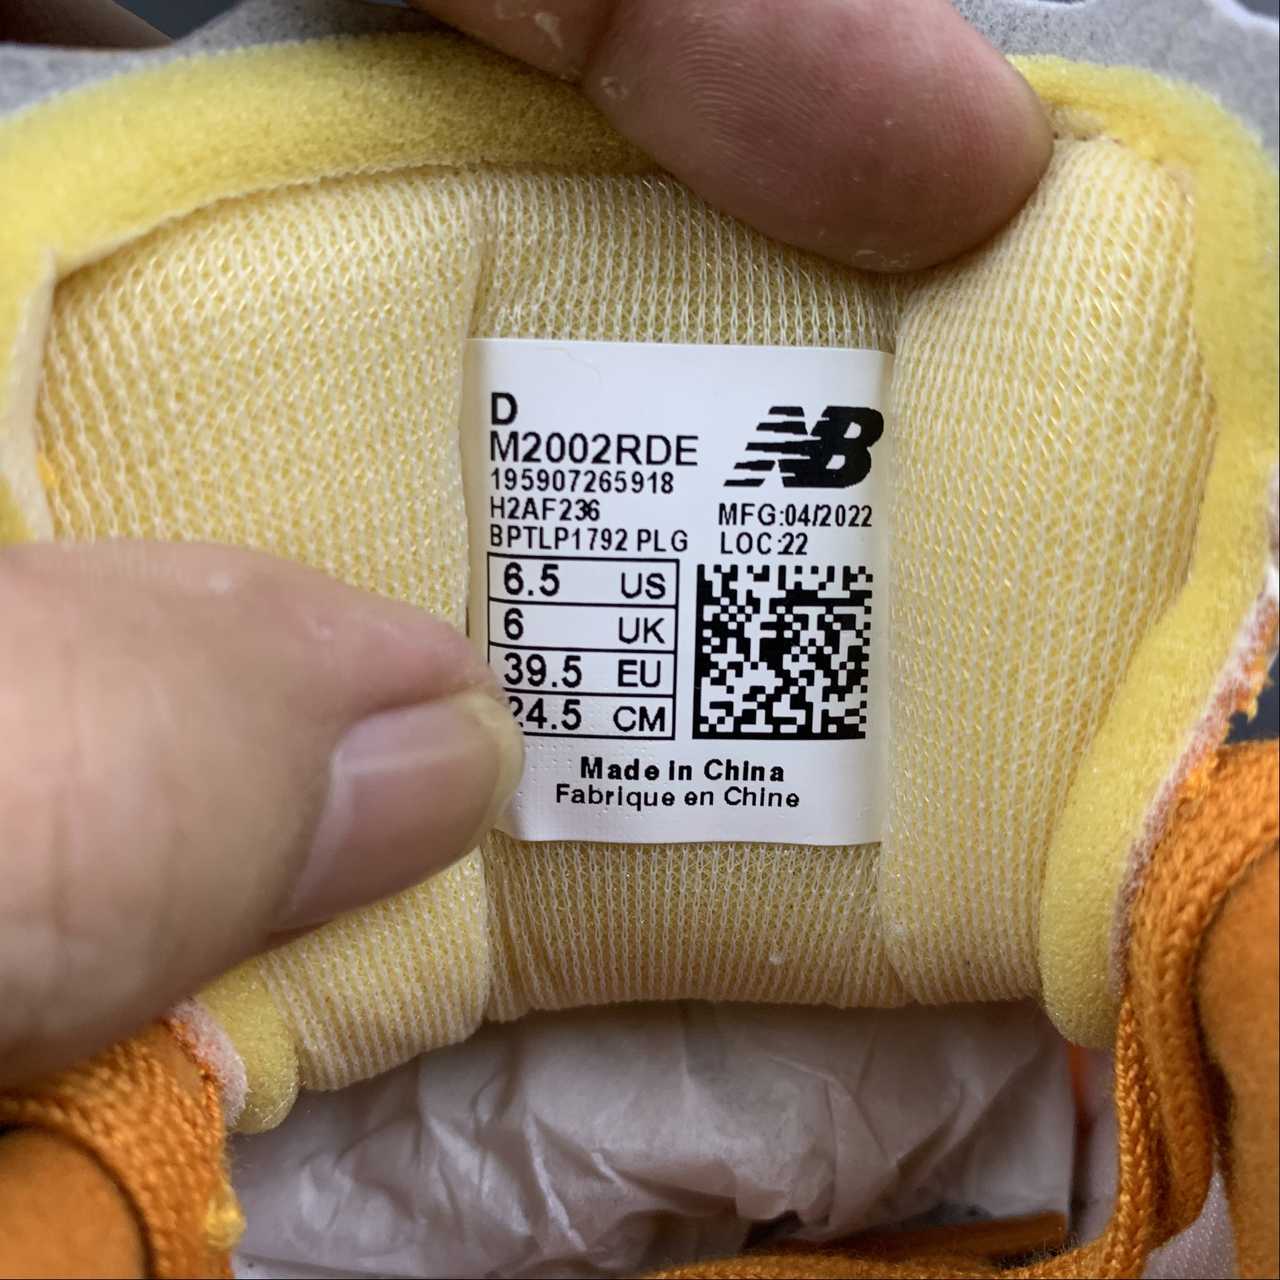 D
M2002RDE
NB
195907265918
H2AF236
MFG:04/2022
BPTLP1792 PLG
LOC:22
6.5 US
6 UK
39.5 EU
24.5 CM
Made in China
Fabrique en Chine